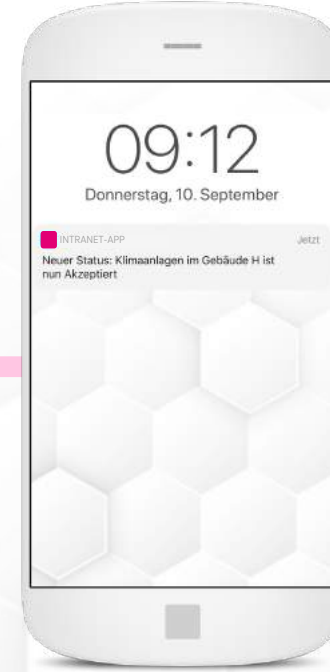 09:12
Donnerstag, 10. September
INTRANET-APP Jetzt
Neuer Status: Klimaanlagen im Gebäude H ist
nun Akzeptiert